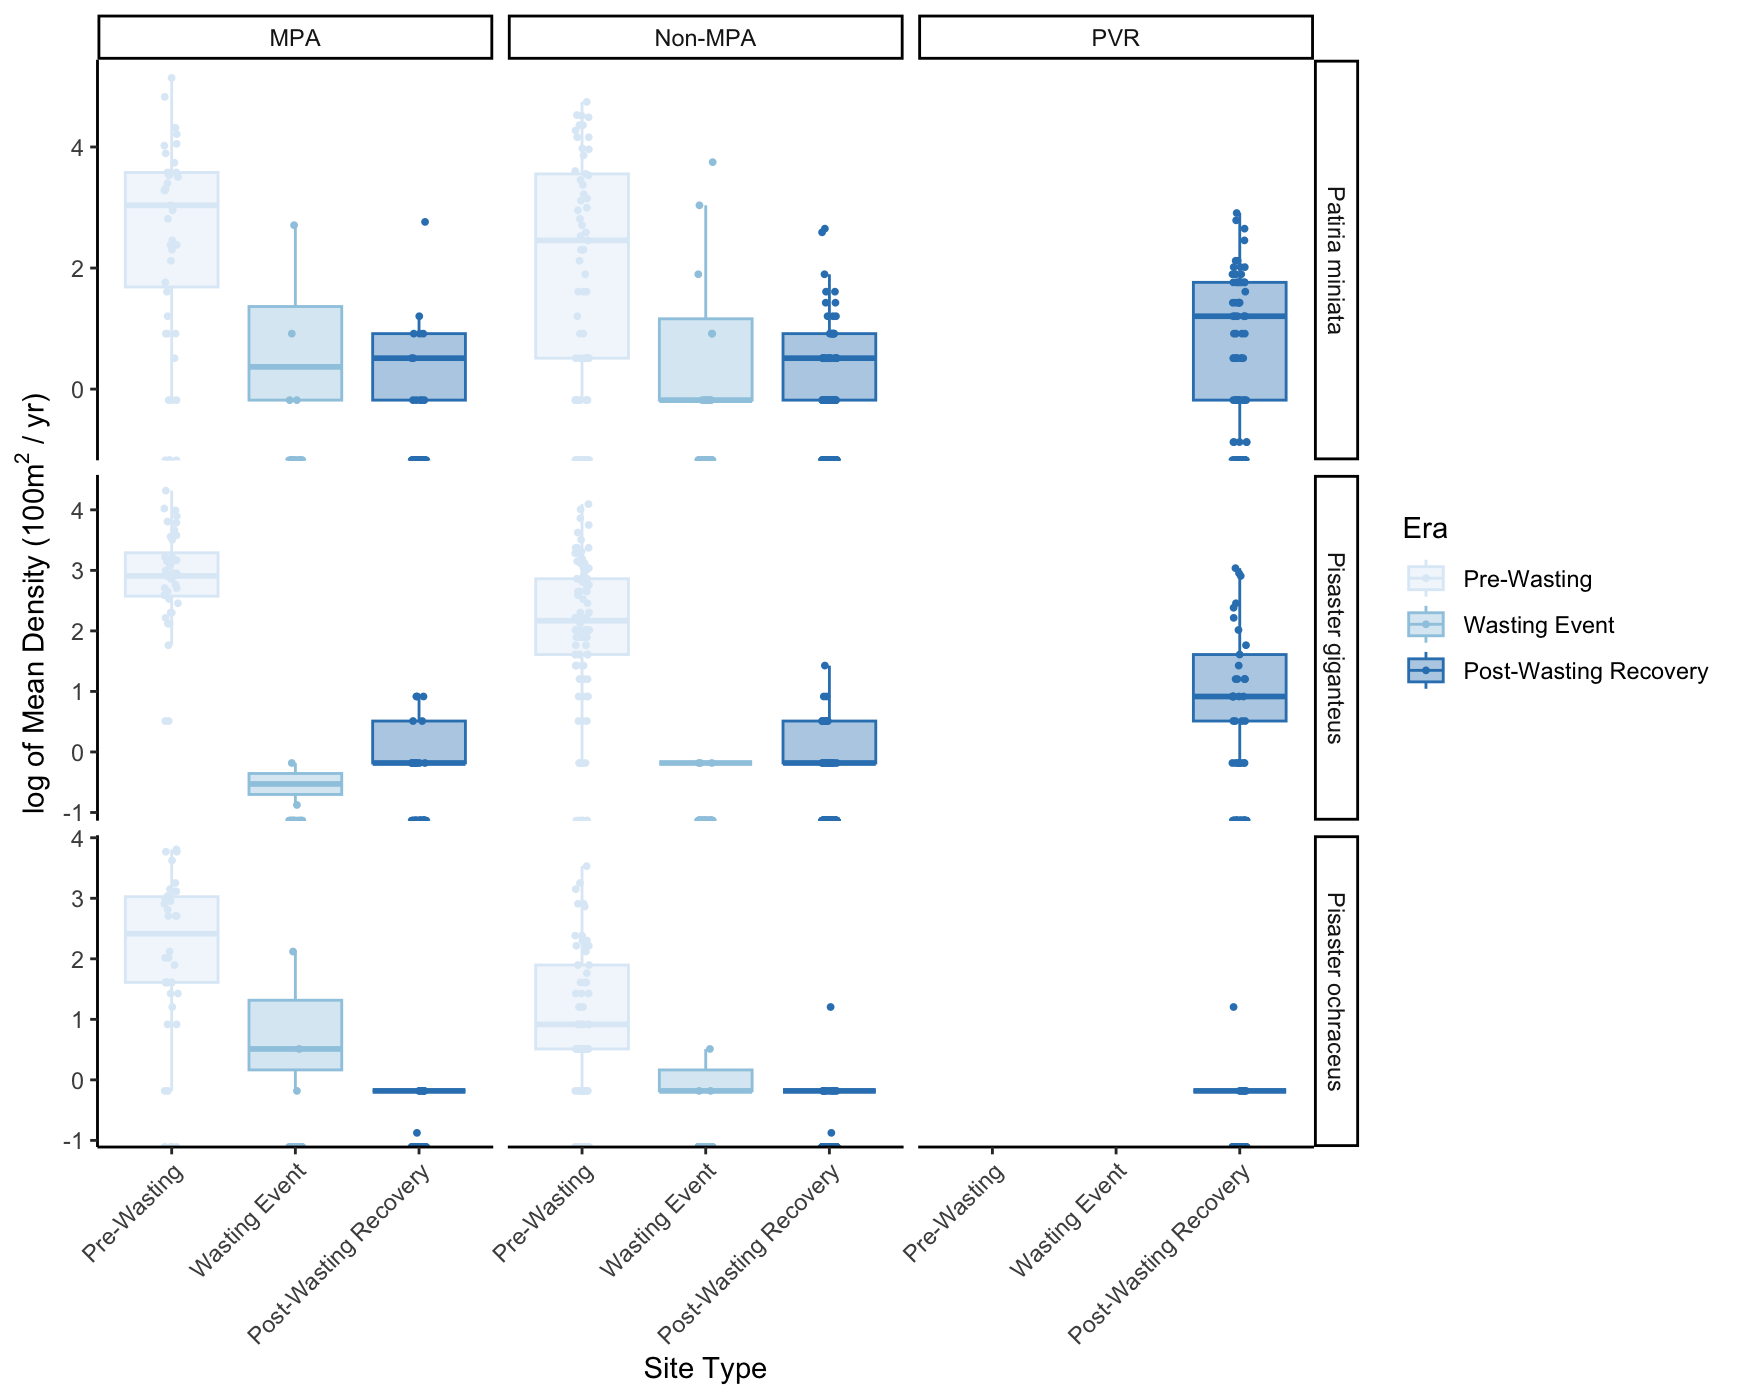 MPA
Non-MPA
PVR
log of Mean Density (100m² / yr)
4
2
0
Patiria miniata
4
3
2
1
0
-1
Pisaster giganteus
4
3
2
1
0
-1
Pisaster ochraceus
Pre-Wasting
Wasting Event
Post-Wasting Recovery
Pre-Wasting
Wasting Event
Post-Wasting Recovery
Pre-Wasting
Wasting Event
Post-Wasting Recovery
Site Type
Era
Pre-Wasting
Wasting Event
Post-Wasting Recovery